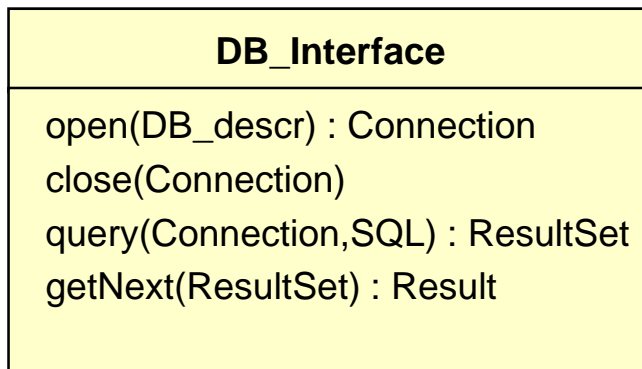 DB_Interface
open(DB_descr) : Connection
close(Connection)
query(Connection,SQL) : ResultSet
getNext(ResultSet) : Result